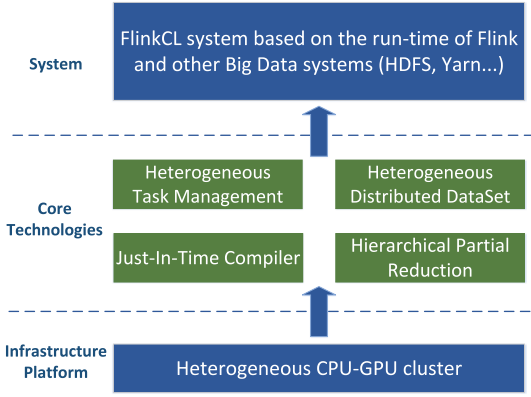 System
FlinkCL system based on the run-time of Flink
and other Big Data systems (HDFS, Yarn...)
Core
Technologies
Heterogeneous
Task Management
Heterogeneous
Distributed DataSet
Just-In-Time Compiler
Hierarchical Partial
Reduction
Infrastructure
Platform
Heterogeneous CPU-GPU cluster